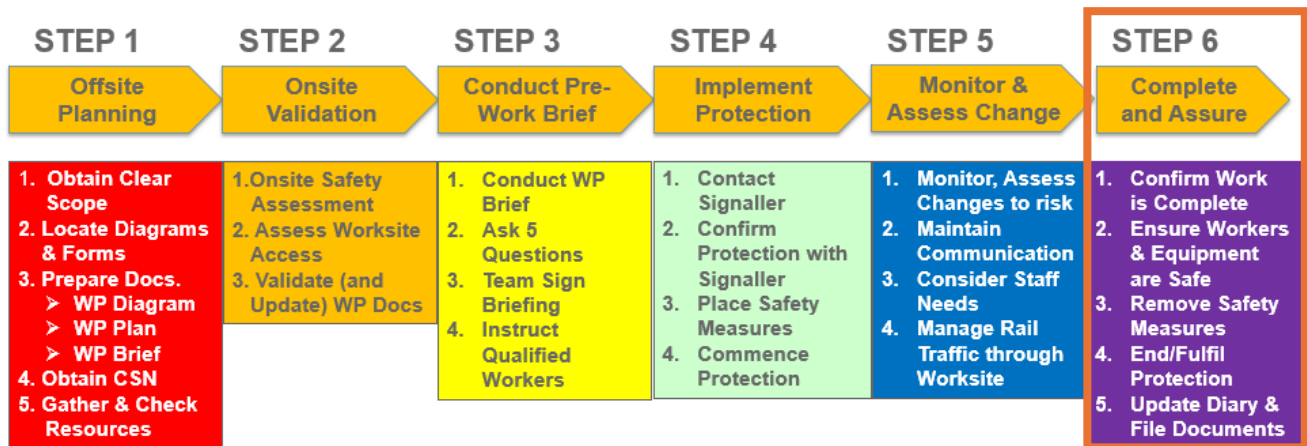 STEP 1
Offsite
Planning
1. Obtain Clear
Scope
2. Locate Diagrams
& Forms
3. Prepare Docs.
➢ WP Diagram
➢ WP Plan
➢ WP Brief
4. Obtain CSN
5. Gather & Check
Resources
STEP 2
Onsite
Validation
1.Onsite Safety
Assessment
2. Assess Worksite
Access
3. Validate (and
Update) WP Docs
STEP 3
Conduct Pre-
Work Brief
1. Conduct WP
Brief
2. Ask 5
Questions
3. Team Sign
Briefing
4. Instruct
Qualified
Workers
STEP 4
Implement
Protection
1. Contact
Signaller
2. Confirm
Protection with
Signaller
3. Place Safety
Measures
4. Commence
Protection
STEP 5
Monitor &
Assess Change
1. Monitor, Assess
Changes to risk
2. Maintain
Communication
3. Consider Staff
Needs
4. Manage Rail
Traffic through
Worksite
STEP 6
Complete
and Assure
1. Confirm Work
is Complete
2. Ensure Workers
& Equipment
are Safe
3. Remove Safety
Measures
4. End/Fulfil
Protection
5. Update Diary &
File Documents